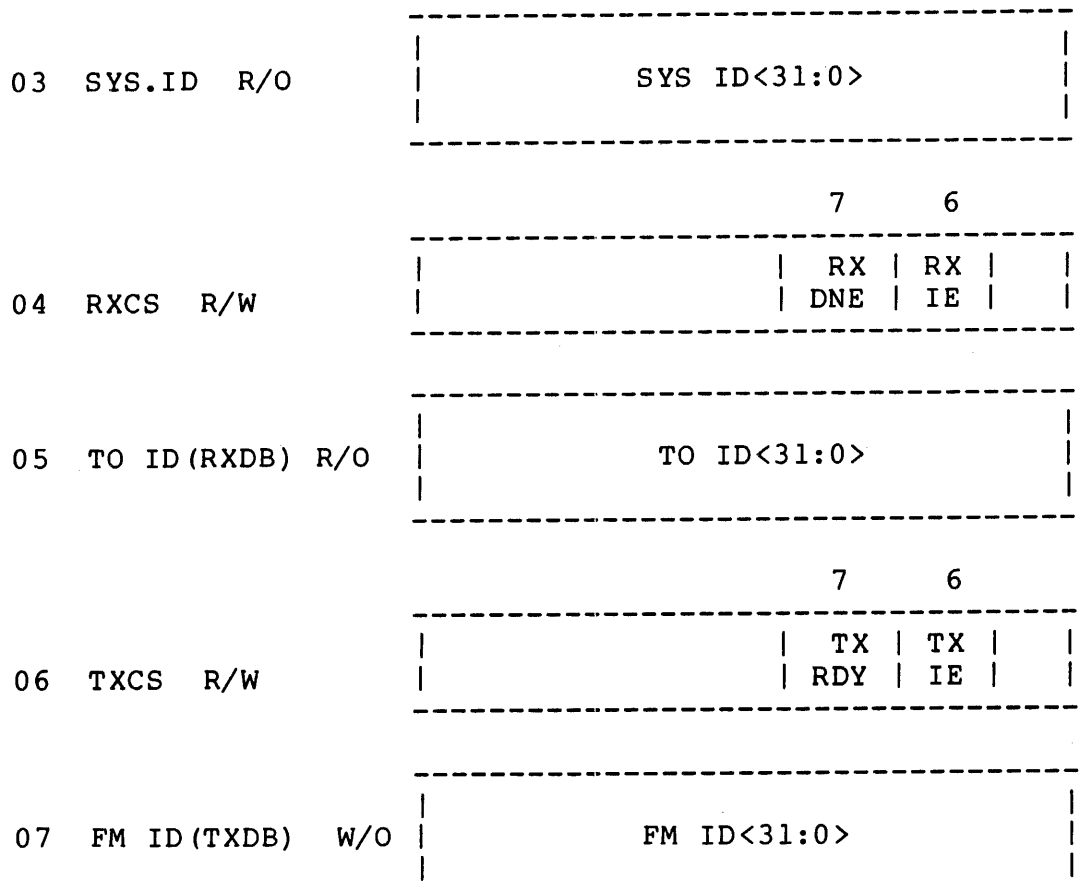 03 SYS.ID R/O SYS ID<31:0>
7 6
RX RX
04 RXCS R/W DNE IE
05 TO ID(RXDB) R/O TO ID<31:0>
7 6
TX TX
06 TXCS R/W RDY IE
07 FM ID(TXDB) W/O FM ID<31:0>